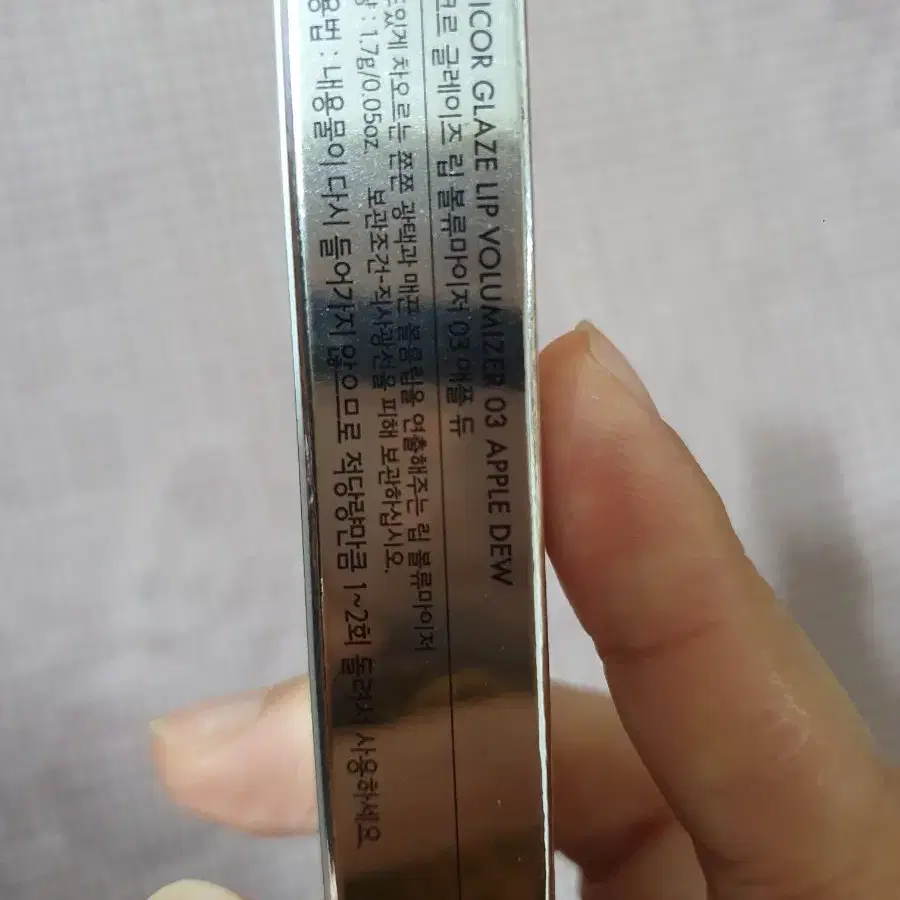 ICOR GLAZE LIP VOLUMIZER 03 APPLE DEW
글레이즈 립 볼류마이저 03 애플 듀
있게 차오르는 쫀쫀 광택과 매끈 볼륨립을 연출해주는 립 볼류마이저
: 1.7g/0.05oz. 보관조건-직사광선을 피해 보관하십시오.
용법 : 내용물이 다시 들어가지 않으므로 적당량만큼 1~2회 돌려서 사용하세요